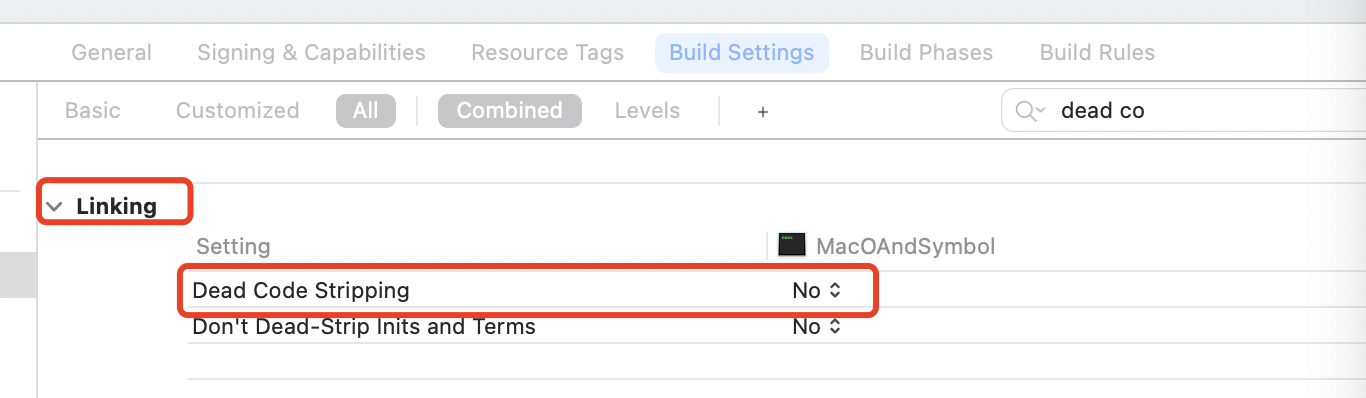 General Signing & Capabilities Resource Tags Build Settings Build Phases Build Rules
Basic Customized All Combined Levels + dead co
Linking
Setting MacOAndSymbol
Dead Code Stripping No
Don't Dead-Strip Inits and Terms No